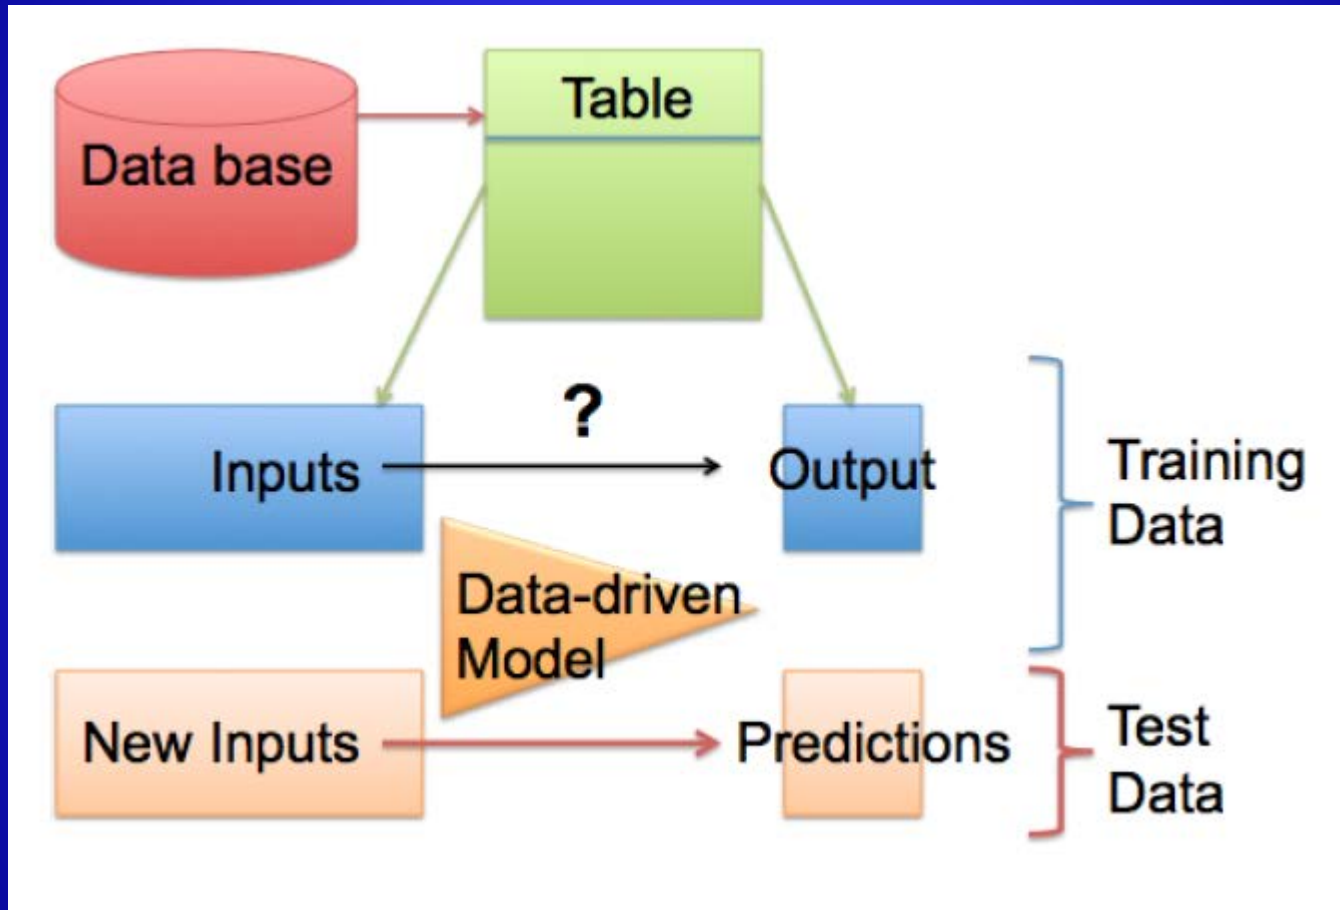 Table
Data base
?
Inputs
Output
Training
Data
Data-driven
Model
New Inputs
Predictions
Test
Data